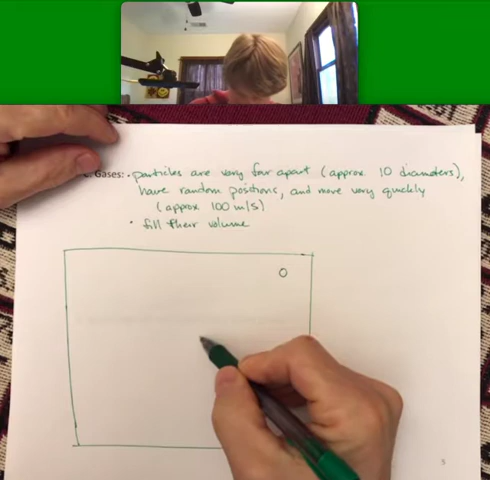 Gases: • particles are very far apart (approx. 10 diameters),
have random positions, and move very quickly
(approx 100 m/s)
• fill their volume